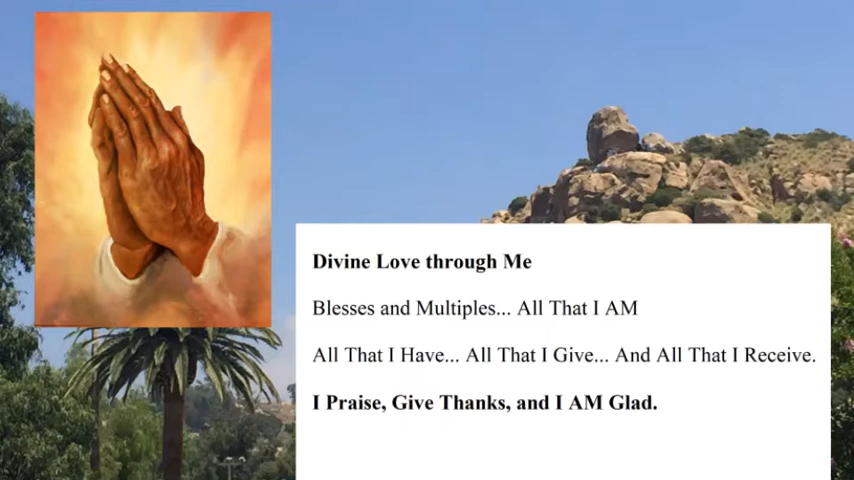 Divine Love through Me
Blesses and Multiples... All That I AM
All That I Have... All That I Give... And All That I Receive.
I Praise, Give Thanks, and I AM Glad.